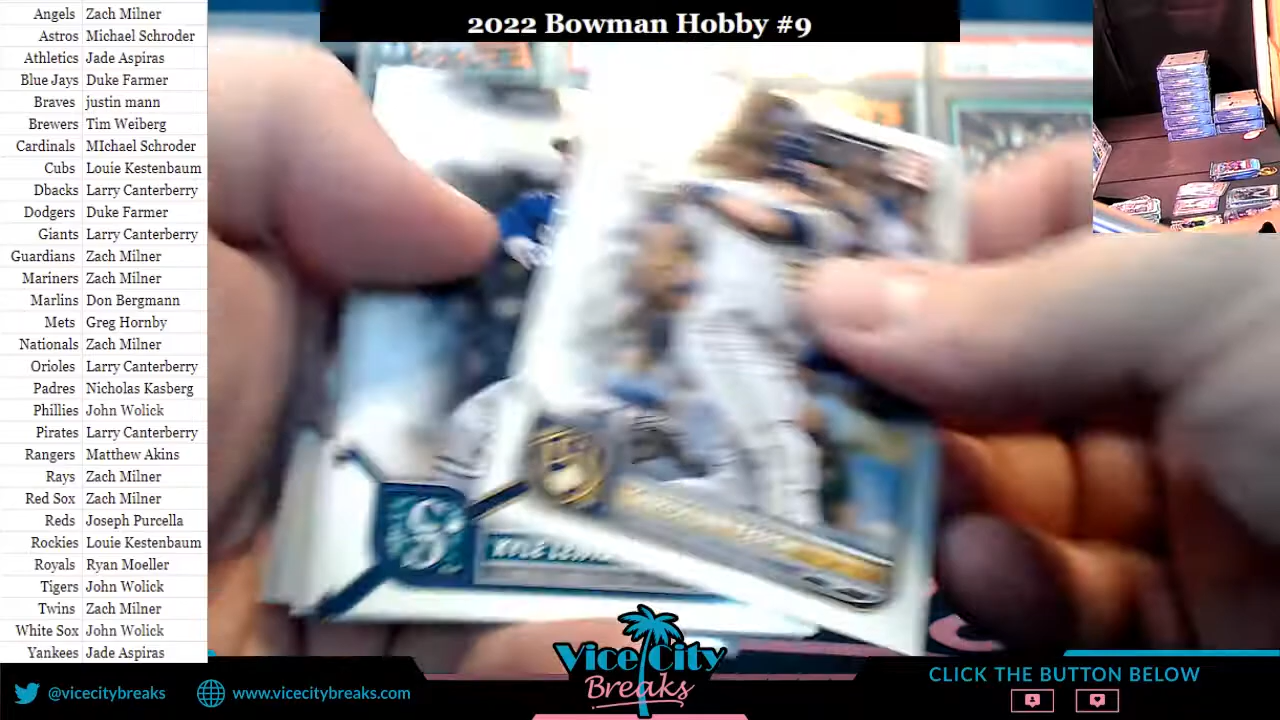 2022 Bowman Hobby #9
Angels Zach Milner
Astros Michael Schroder
Athletics Jade Aspiras
Blue Jays Duke Farmer
Braves justin mann
Brewers Tim Weiberg
Cardinals MIchael Schroder
Cubs Louie Kestenbaum
Dbacks Larry Canterberry
Dodgers Duke Farmer
Giants Larry Canterberry
Guardians Zach Milner
Mariners Zach Milner
Marlins Don Bergmann
Mets Greg Hornby
Nationals Zach Milner
Orioles Larry Canterberry
Padres Nicholas Kasberg
Phillies John Wolick
Pirates Larry Canterberry
Rangers Matthew Akins
Rays Zach Milner
Red Sox Zach Milner
Reds Joseph Purcella
Rockies Louie Kestenbaum
Royals Ryan Moeller
Tigers John Wolick
Twins Zach Milner
White Sox John Wolick
Yankees Jade Aspiras
@vicecitybreaks
www.vicecitybreaks.com
Vice City
Breaks
CLICK THE BUTTON BELOW